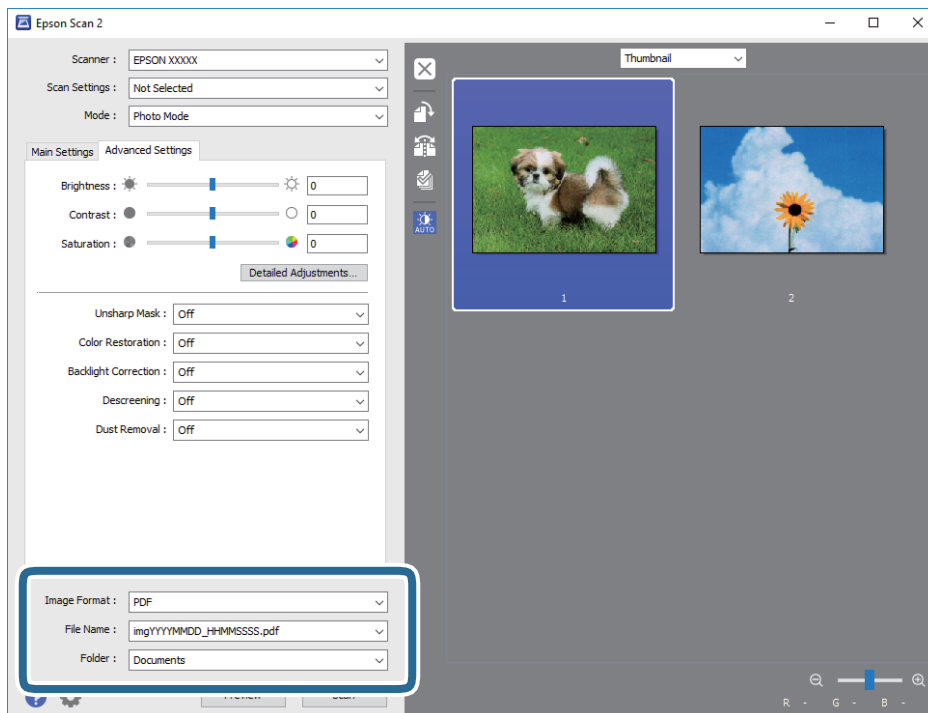 Epson Scan 2
Scanner : EPSON XXXXX
Scan Settings : Not Selected
Mode : Photo Mode
Main Settings Advanced Settings
Brightness : 0
Contrast : 0
Saturation : 0
Detailed Adjustments...
Unsharp Mask : Off
Color Restoration : Off
Backlight Correction : Off
Descreening : Off
Dust Removal : Off
Image Format : PDF
File Name : imgYYYYMMDD_HHMMSSSS.pdf
Folder : Documents
?
Thumbnail
AUTO
1 2
R - G - B -